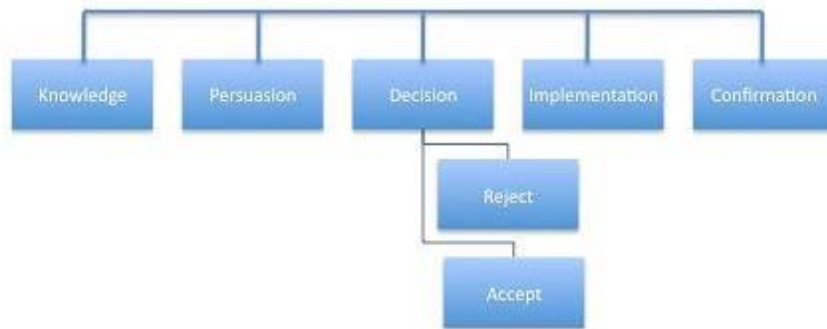 Knowledge
Persuasion
Decision
Implementation
Confirmation
Reject
Accept